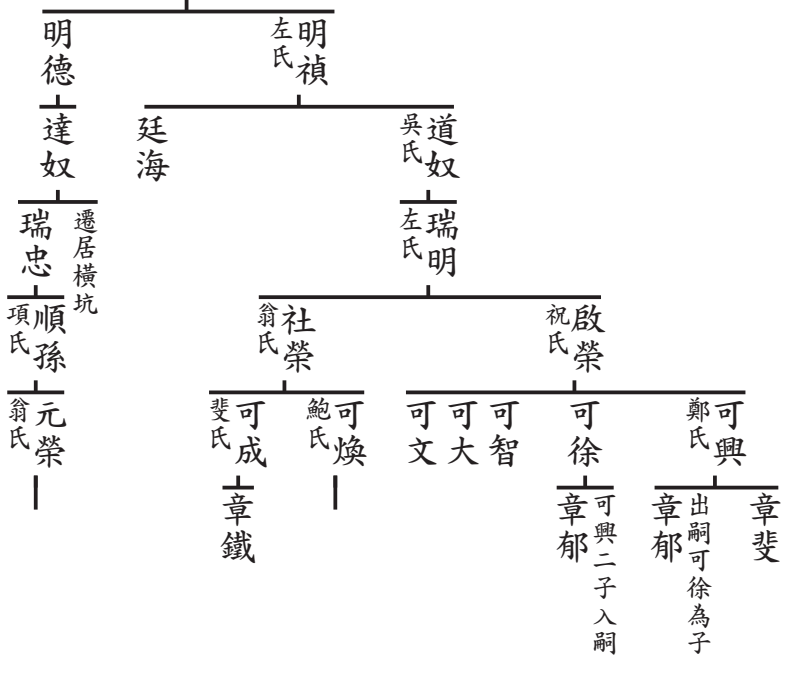 明禎
左氏
明德
道奴
吳氏
廷海
達奴
瑞明
左氏
遷居橫坑
瑞忠
啟榮
祝氏
社榮
翁氏
順孫
項氏
可興
鄭氏
可徐
可智
可大
可文
可煥
鮑氏
可成
斐氏
元榮
翁氏
章斐
出嗣可徐為子
章郁
可興二子入嗣
章郁
章鐵